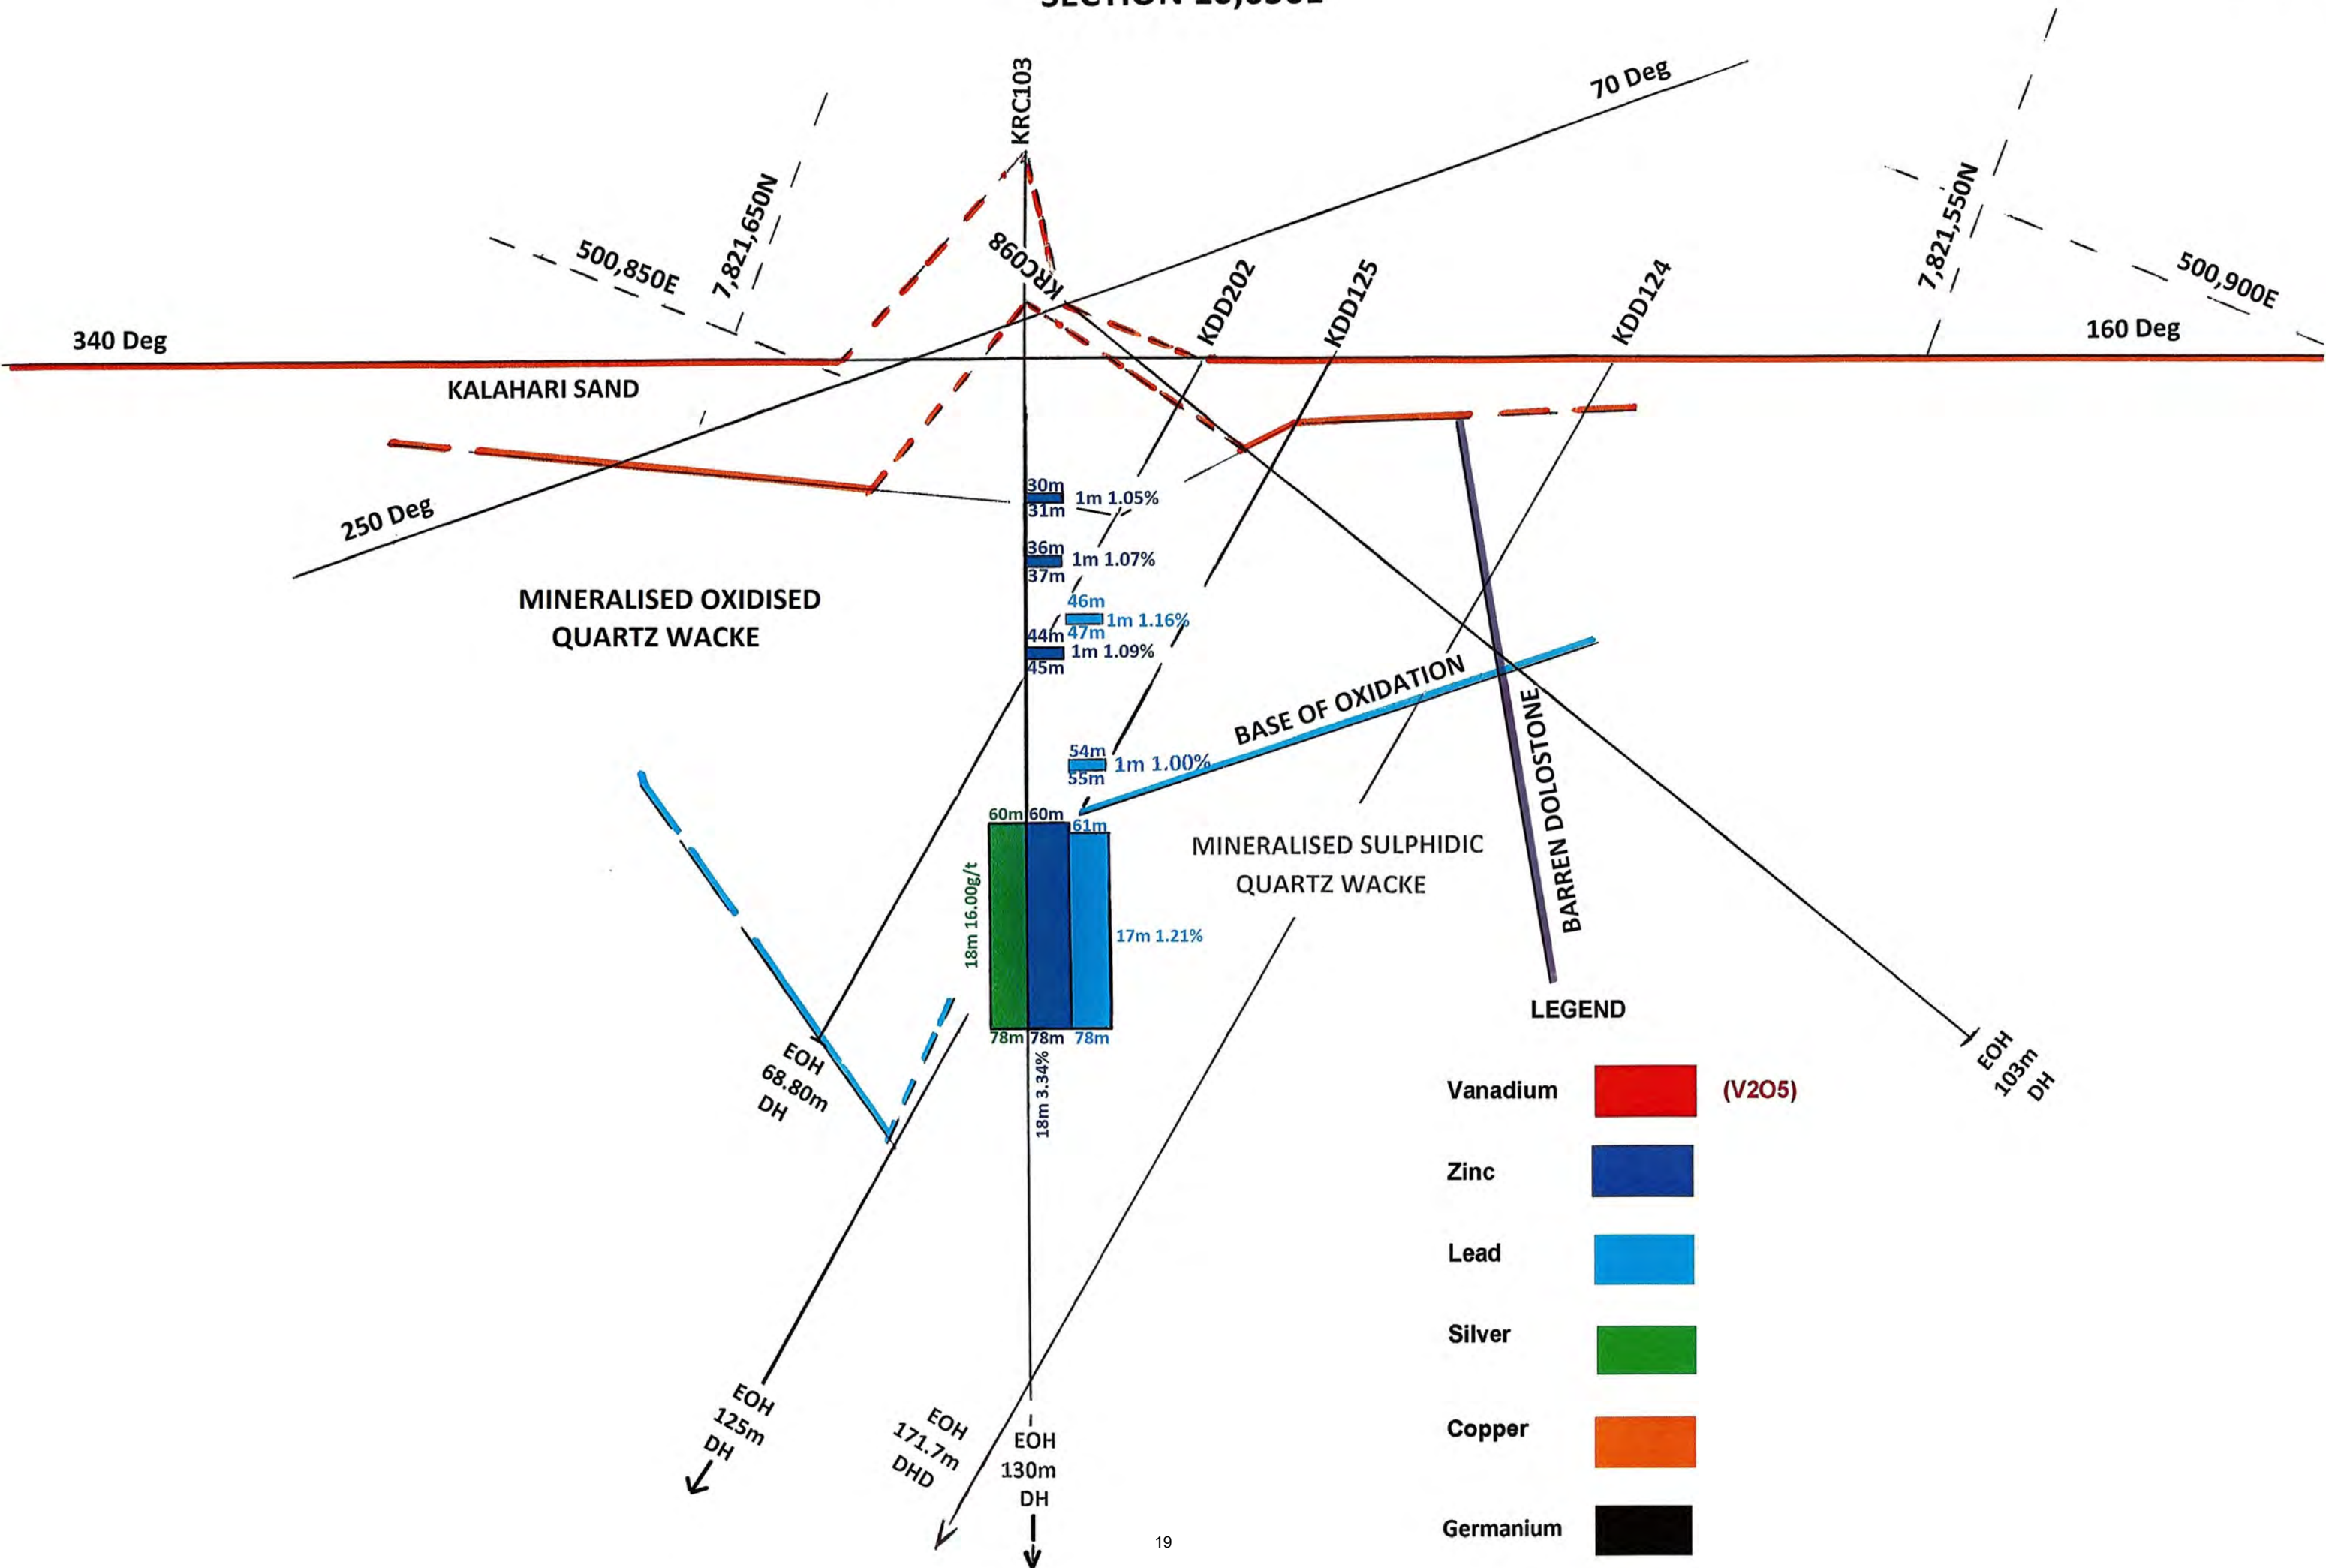 KRC103
70 Deg
7,821,650N
500,850E
KRC098
KDD202
KDD125
KDD124
7,821,550N
500,900E
340 Deg
160 Deg
KALAHARI SAND
250 Deg
30m
1m 1.05%
31m
36m
1m 1.07%
37m
MINERALISED OXIDISED
QUARTZ WACKE
46m
1m 1.16%
47m
44m
1m 1.09%
45m
BASE OF OXIDATION
BARREN DOLOSTONE
54m
1m 1.00%
55m
60m
60m
61m
MINERALISED SULPHIDIC
QUARTZ WACKE
18m 16.00g/t
17m 1.21%
78m
78m
78m
18m 3.34%
EOH
68.80m
DH
EOH
103m
DH
EOH
125m
DH
EOH
171.7m
DHD
EOH
130m
DH
LEGEND
Vanadium
(V2O5)
Zinc
Lead
Silver
Copper
Germanium
19